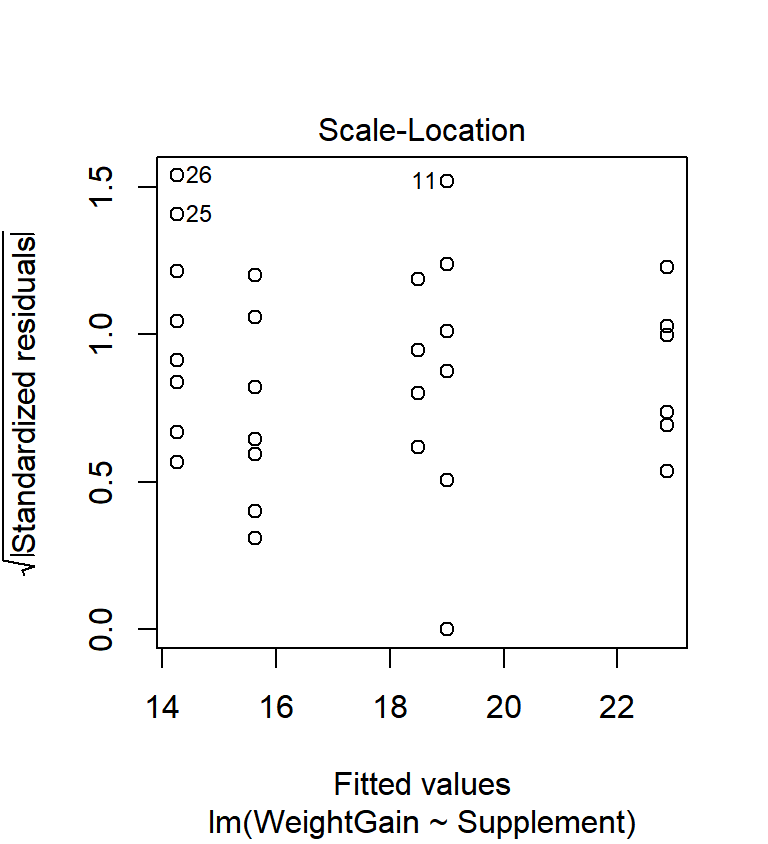 Scale-Location
√|Standardized residuals|
1.5
1.0
0.5
0.0
26
25
11
14 16 18 20 22
Fitted values
lm(WeightGain ~ Supplement)